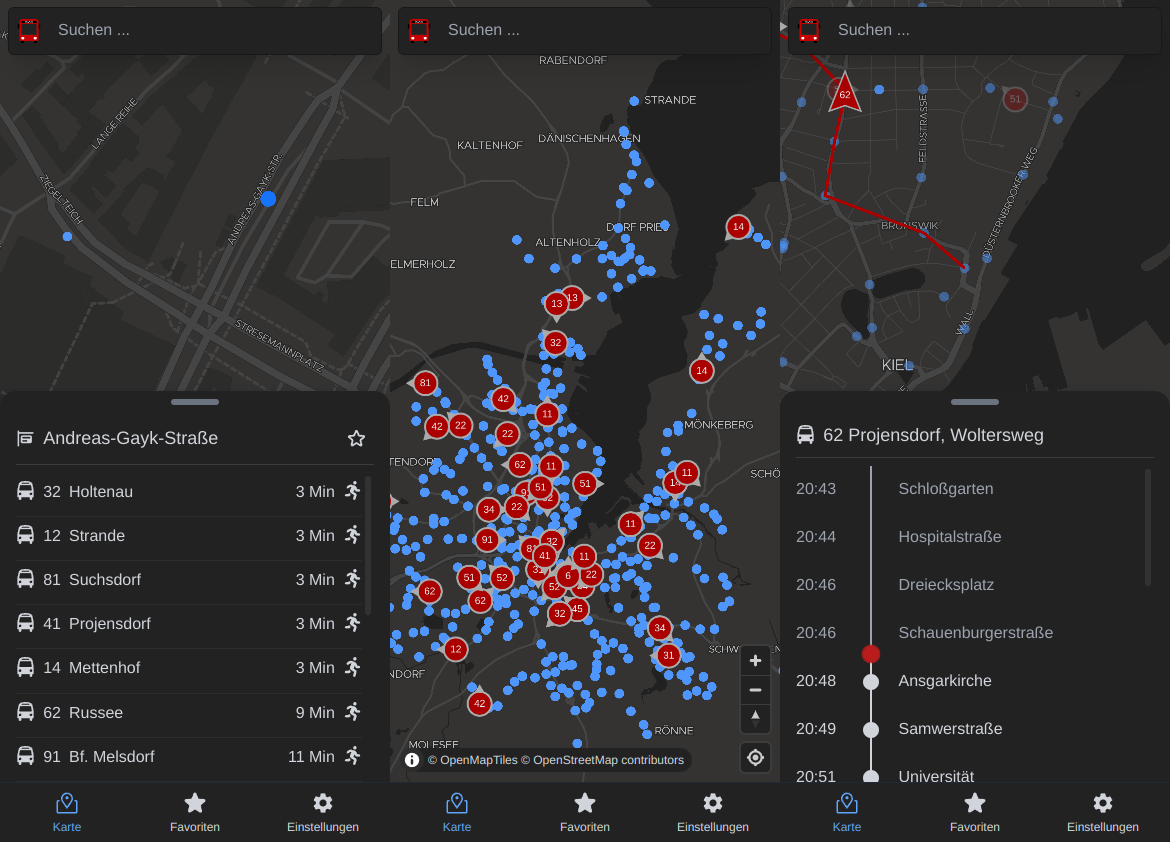 Suchen ...
LANGE REIHE
ZIEGELTEICH
ANDREAS-GAYK-STR.
STRESEMANNPLATZ
Andreas-Gayk-Straße
32 Holtenau 3 Min
12 Strande 3 Min
81 Suchsdorf 3 Min
41 Projensdorf 3 Min
14 Mettenhof 3 Min
62 Russee 9 Min
91 Bf. Melsdorf 11 Min
Karte Favoriten Einstellungen
Suchen ...
RABENDORF
STRANDE
DÄNISCHENHAGEN
KALTENHOF
FELM
DORF PRIES
14
ALTENHOLZ
ELMERHOLZ
13 13
32
14
81
42
11
42 22
22
MÖNKEBERG
TENDORF
62 11
11
SCHÖ
51
51
14
34 22
11
91
32
22
41
11
51 52
6 22
62
52
62
32 45
34
12
31
SCHW
NDORF
42
RÖNNE
MOLFSEE
© OpenMapTiles © OpenStreetMap contributors
Karte Favoriten Einstellungen
Suchen ...
62
51
FELDSTRASSE
DÜSTERNBROOKER WEG
BRUNSWIK
WALL
KIEL
62 Projensdorf, Woltersweg
20:43 Schloßgarten
20:44 Hospitalstraße
20:46 Dreiecksplatz
20:46 Schauenburgerstraße
20:48 Ansgarkirche
20:49 Samwerstraße
20:51 Universität
Karte Favoriten Einstellungen